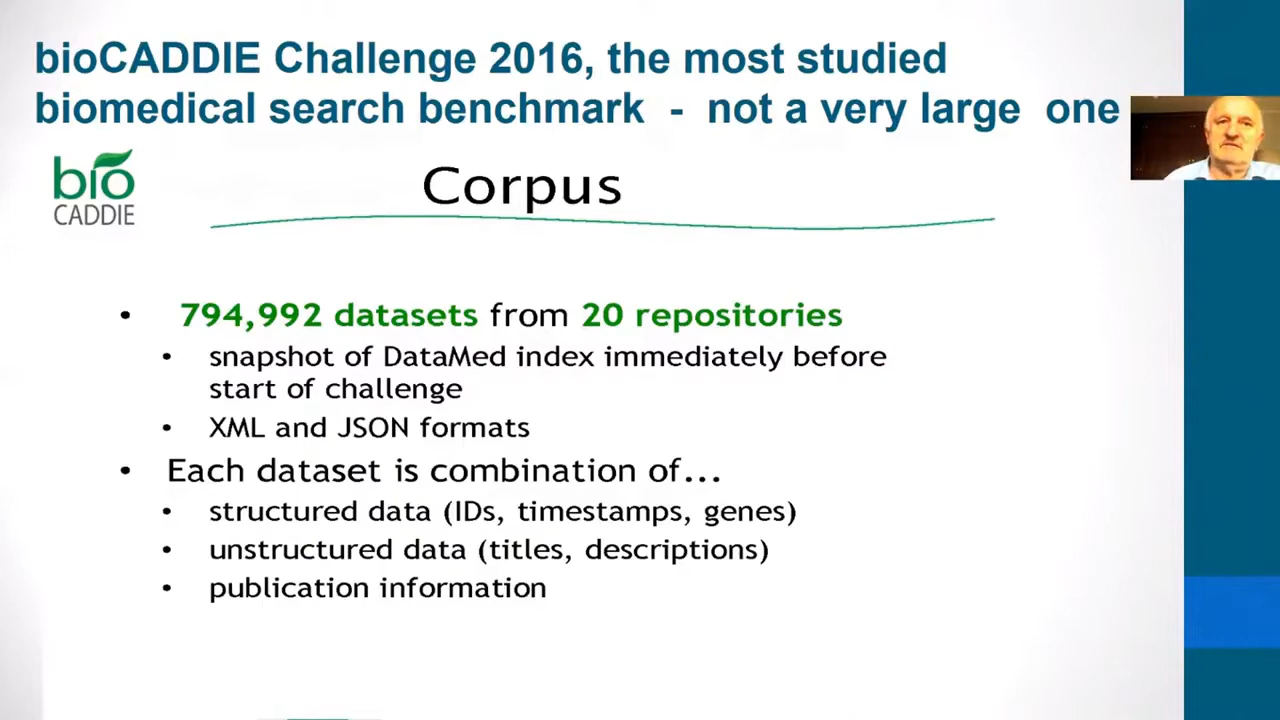 bioCADDIE Challenge 2016, the most studied
biomedical search benchmark - not a very large one
bio
CADDIE
Corpus
• 794,992 datasets from 20 repositories
• snapshot of DataMed index immediately before
start of challenge
• XML and JSON formats
• Each dataset is combination of...
• structured data (IDs, timestamps, genes)
• unstructured data (titles, descriptions)
• publication information